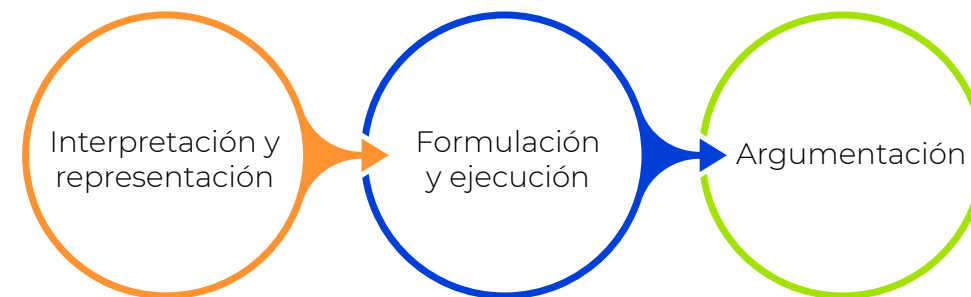 Interpretación y
representación
Formulación
y ejecución
Argumentación